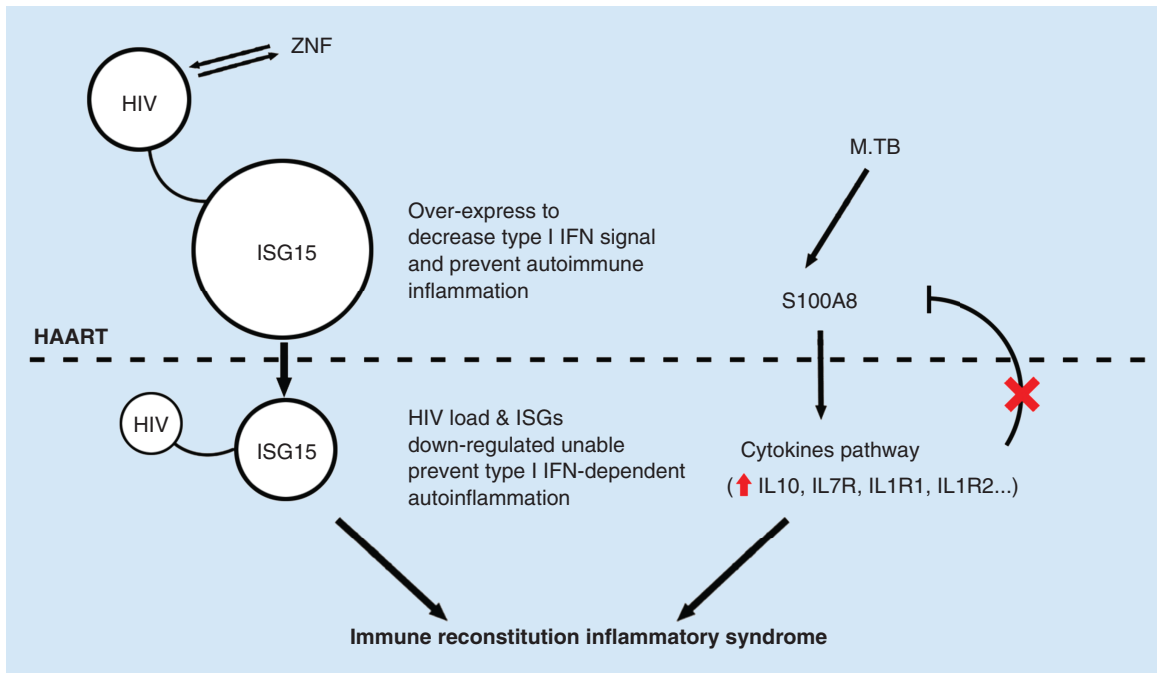 ZNF
HIV
M.TB
ISG15
Over-express to
decrease type I IFN signal
and prevent autoimmune
inflammation
S100A8
HAART
HIV
ISG15
HIV load & ISGs
down-regulated unable
prevent type I IFN-dependent
autoinflammation
Cytokines pathway
( IL10, IL7R, IL1R1, IL1R2...)
Immune reconstitution inflammatory syndrome